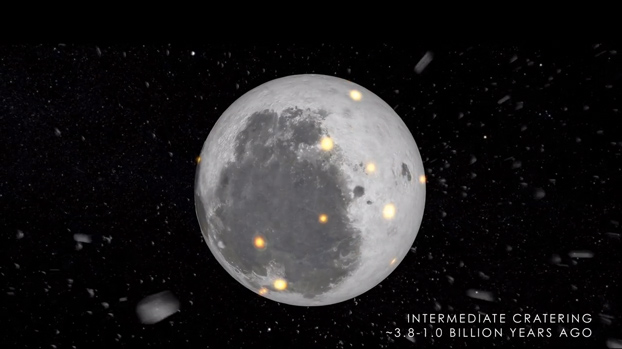 INTERMEDIATE CRATERING
~3.8-1.0 BILLION YEARS AGO